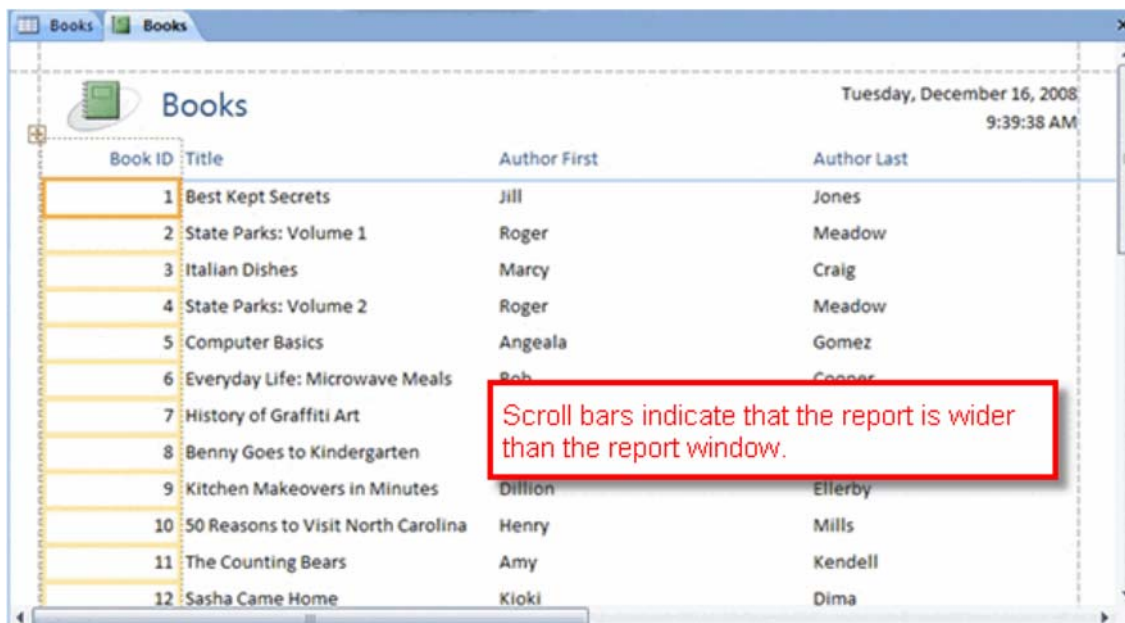 Books Books
Books
Tuesday, December 16, 2008
9:39:38 AM
Book ID Title Author First Author Last
1 Best Kept Secrets Jill Jones
2 State Parks: Volume 1 Roger Meadow
3 Italian Dishes Marcy Craig
4 State Parks: Volume 2 Roger Meadow
5 Computer Basics Angeala Gomez
6 Everyday Life: Microwave Meals Bob Cooper
7 History of Graffiti Art
8 Benny Goes to Kindergarten
Scroll bars indicate that the report is wider
than the report window.
9 Kitchen Makeovers in Minutes Dillion Ellerby
10 50 Reasons to Visit North Carolina Henry Mills
11 The Counting Bears Amy Kendell
12 Sasha Came Home Kioki Dima